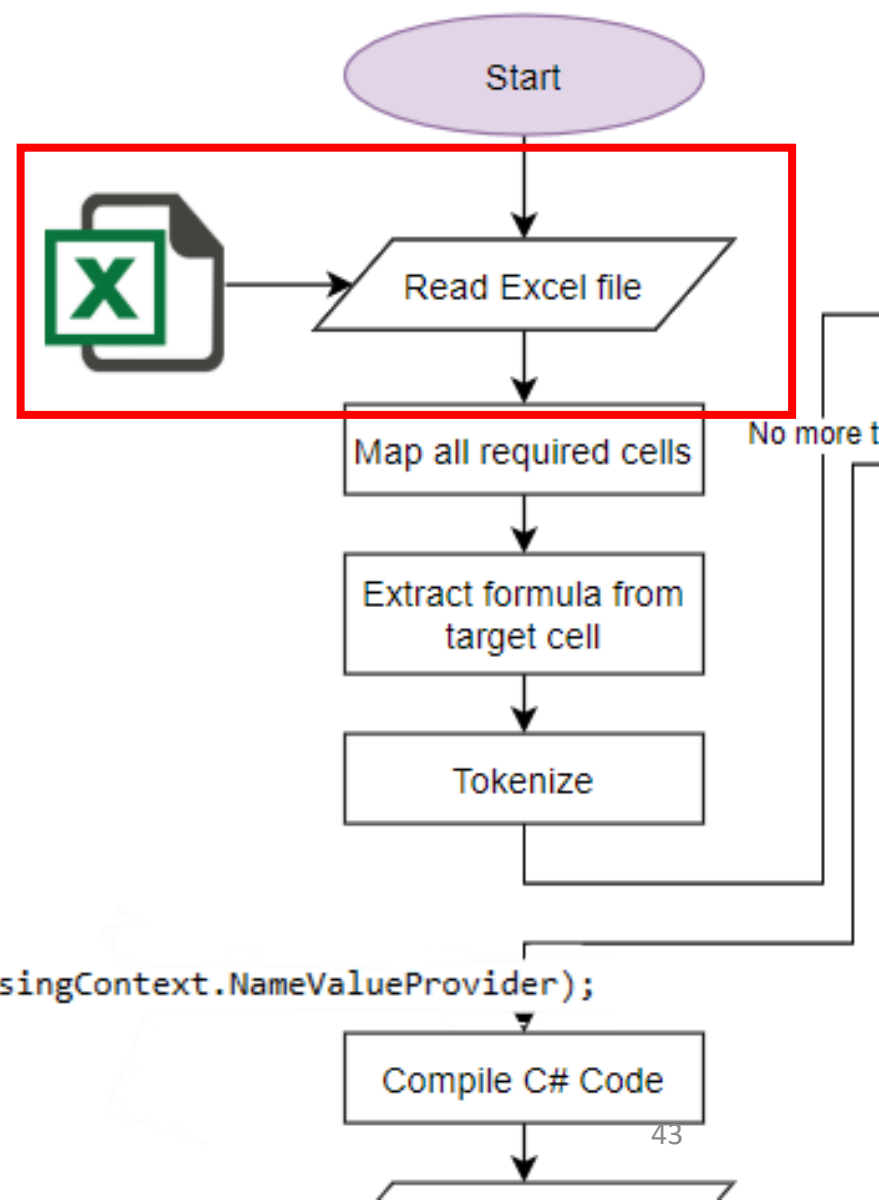 Start
X
Read Excel file
Map all required cells
No more t
Extract formula from
target cell
Tokenize
singContext.NameValueProvider);
Compile C# Code
43